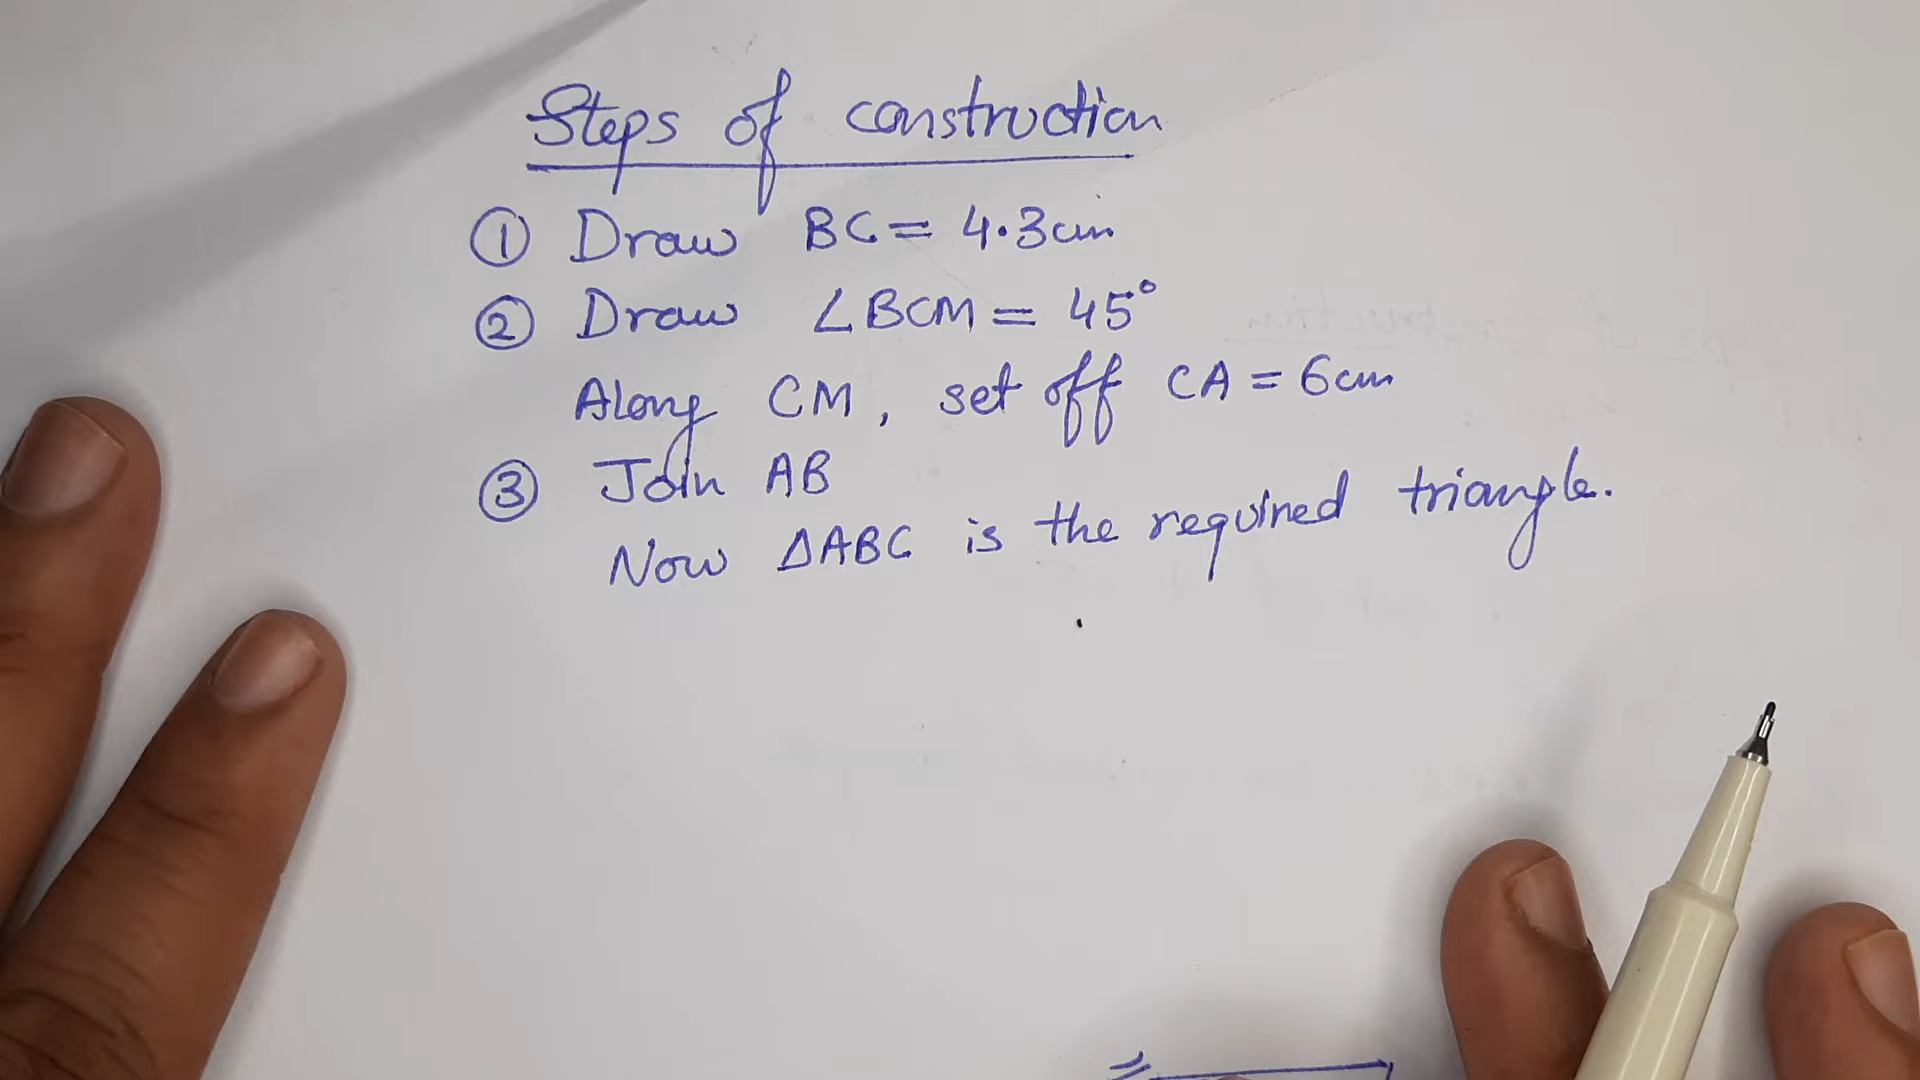 Steps of construction
① Draw BC = 4.3cm
② Draw ∠BCM = 45°
Along CM, set off CA = 6cm
③ Join AB
Now ΔABC is the required triangle.